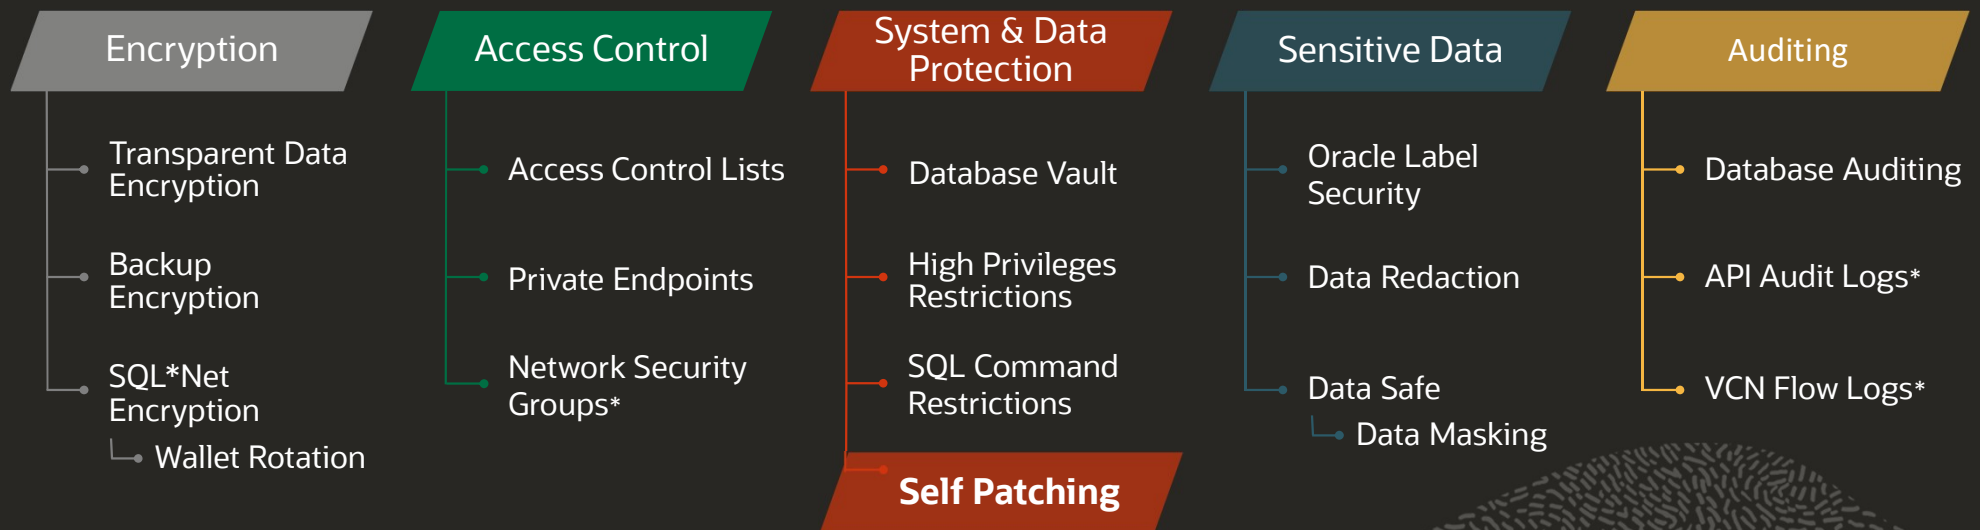 Encryption
Transparent Data
Encryption
Backup
Encryption
SQL*Net
Encryption
Wallet Rotation
Access Control
Access Control Lists
Private Endpoints
Network Security
Groups*
System & Data
Protection
Database Vault
High Privileges
Restrictions
SQL Command
Restrictions
Self Patching
Sensitive Data
Oracle Label
Security
Data Redaction
Data Safe
Data Masking
Auditing
Database Auditing
API Audit Logs*
VCN Flow Logs*